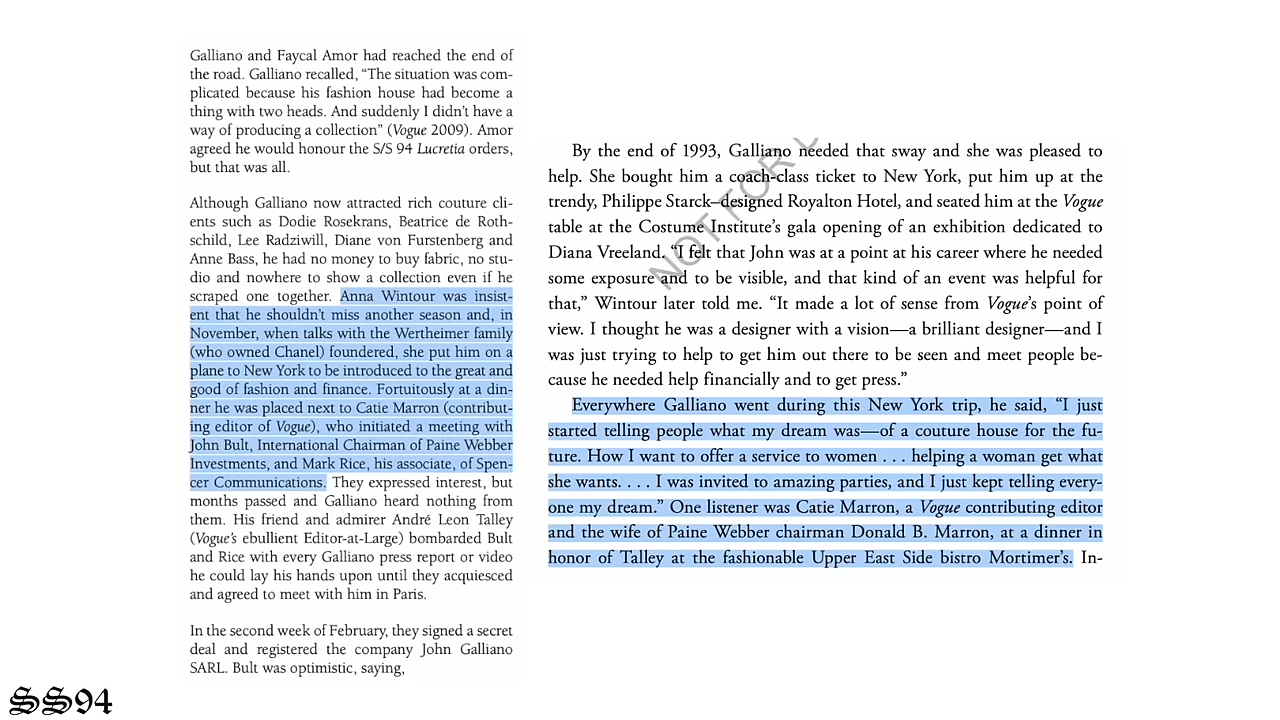 Galliano and Faycal Amor had reached the end of
the road. Galliano recalled, “The situation was com-
plicated because his fashion house had become a
thing with two heads. And suddenly I didn’t have a
way of producing a collection” (Vogue 2009). Amor
agreed he would honour the S/S 94 Lucretia orders,
but that was all.
Although Galliano now attracted rich couture cli-
ents such as Dodie Rosekrans, Beatrice de Roth-
schild, Lee Radziwill, Diane von Furstenberg and
Anne Bass, he had no money to buy fabric, no stu-
dio and nowhere to show a collection even if he
scraped one together. Anna Wintour was insist-
ent that he shouldn’t miss another season and, in
November, when talks with the Wertheimer family
(who owned Chanel) foundered, she put him on a
plane to New York to be introduced to the great and
good of fashion and finance. Fortuitously at a din-
ner he was placed next to Catie Marron (contribut-
ing editor of Vogue), who initiated a meeting with
John Bult, International Chairman of Paine Webber
Investments, and Mark Rice, his associate, of Spen-
cer Communications. They expressed interest, but
months passed and Galliano heard nothing from
them. His friend and admirer André Leon Talley
(Vogue’s ebullient Editor-at-Large) bombarded Bult
and Rice with every Galliano press report or video
he could lay his hands upon until they acquiesced
and agreed to meet with him in Paris.
In the second week of February, they signed a secret
deal and registered the company John Galliano
SARL. Bult was optimistic, saying,
By the end of 1993, Galliano needed that sway and she was pleased to
help. She bought him a coach-class ticket to New York, put him up at the
trendy, Philippe Starck–designed Royalton Hotel, and seated him at the Vogue
table at the Costume Institute’s gala opening of an exhibition dedicated to
Diana Vreeland. “I felt that John was at a point at his career where he needed
some exposure and to be visible, and that kind of an event was helpful for
that,” Wintour later told me. “It made a lot of sense from Vogue’s point of
view. I thought he was a designer with a vision—a brilliant designer—and I
was just trying to help to get him out there to be seen and meet people be-
cause he needed help financially and to get press.”
Everywhere Galliano went during this New York trip, he said, “I just
started telling people what my dream was—of a couture house for the fu-
ture. How I want to offer a service to women . . . helping a woman get what
she wants. . . . I was invited to amazing parties, and I just kept telling every-
one my dream.” One listener was Catie Marron, a Vogue contributing editor
and the wife of Paine Webber chairman Donald B. Marron, at a dinner in
honor of Talley at the fashionable Upper East Side bistro Mortimer’s. In-
NOT FOR
SS94